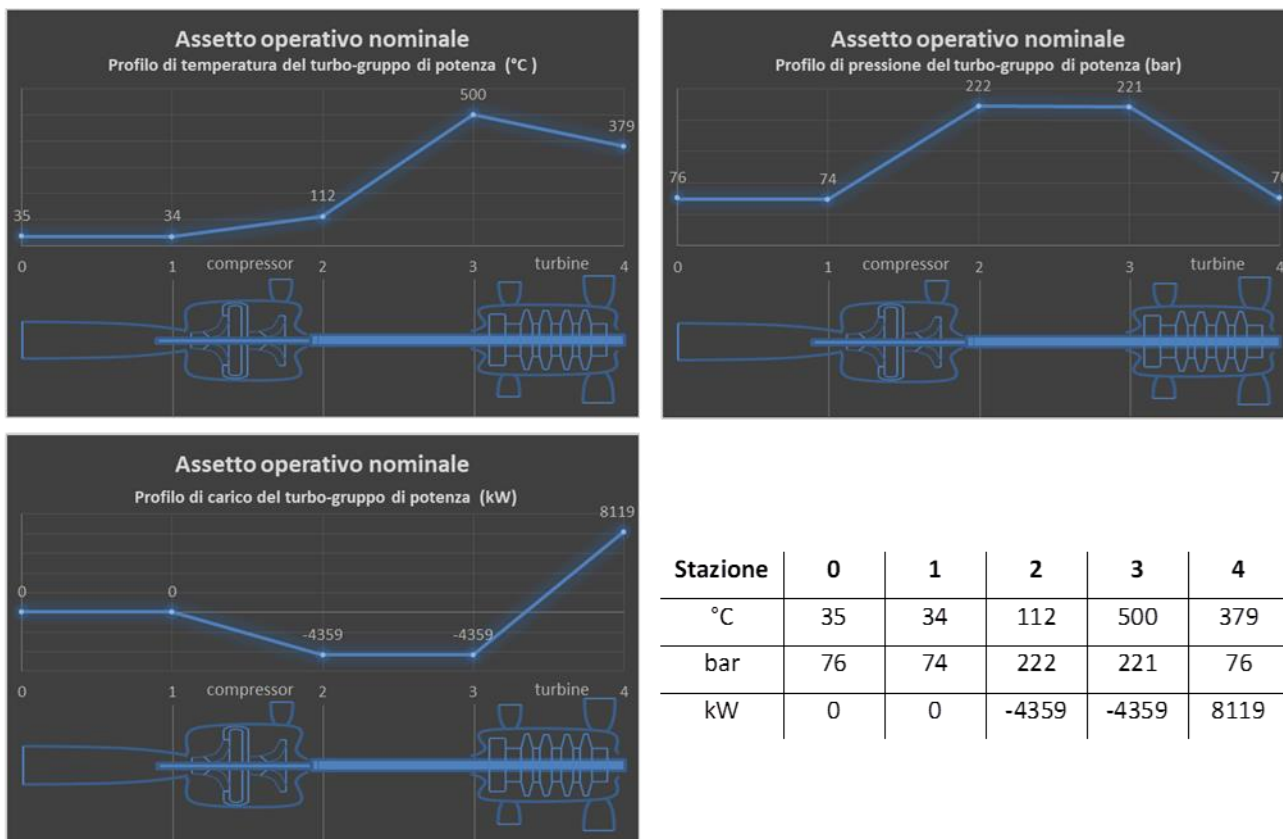 Assetto operativo nominale
Profilo di temperatura del turbo-gruppo di potenza (°C )
500
379
112
35
34
0 1 compressor 2 3 turbine 4
Assetto operativo nominale
Profilo di pressione del turbo-gruppo di potenza (bar)
222
221
76
74
0 1 compressor 2 3 turbine 4
Assetto operativo nominale
Profilo di carico del turbo-gruppo di potenza (kW)
8119
0
0
-4359
-4359
0 1 compressor 2 3 turbine 4
Stazione 0 1 2 3 4
°C 35 34 112 500 379
bar 76 74 222 221 76
kW 0 0 -4359 -4359 8119